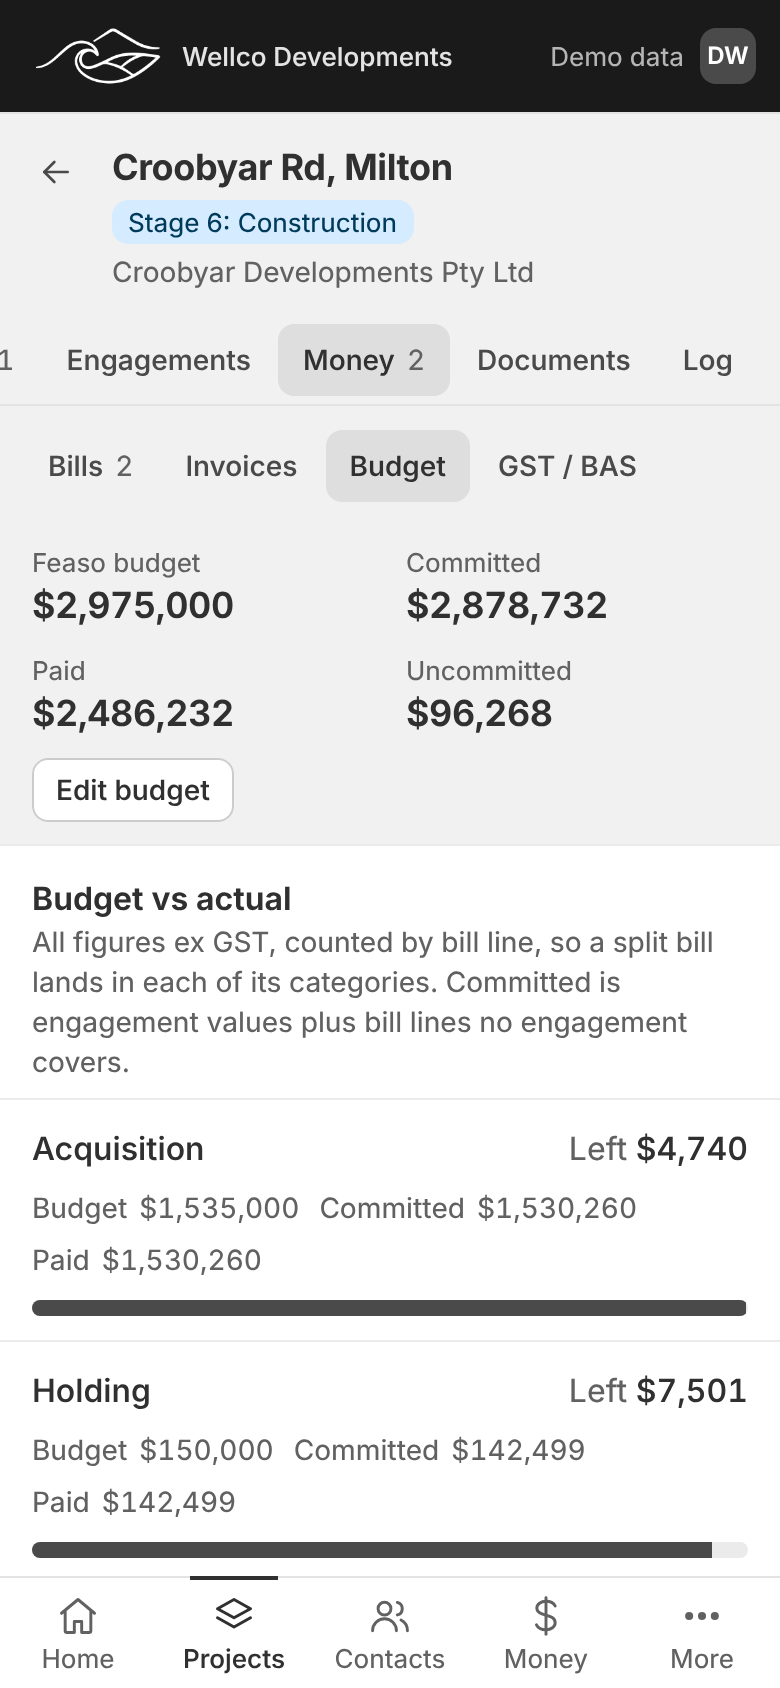 Wellco Developments
Demo data
DW
Croobyar Rd, Milton
Stage 6: Construction
Croobyar Developments Pty Ltd
1 Engagements Money 2 Documents Log
Bills 2 Invoices Budget GST / BAS
Feaso budget Committed
$2,975,000 $2,878,732
Paid Uncommitted
$2,486,232 $96,268
Edit budget
Budget vs actual
All figures ex GST, counted by bill line, so a split bill
lands in each of its categories. Committed is
engagement values plus bill lines no engagement
covers.
Acquisition Left $4,740
Budget $1,535,000 Committed $1,530,260
Paid $1,530,260
Holding Left $7,501
Budget $150,000 Committed $142,499
Paid $142,499
Home Projects Contacts Money More